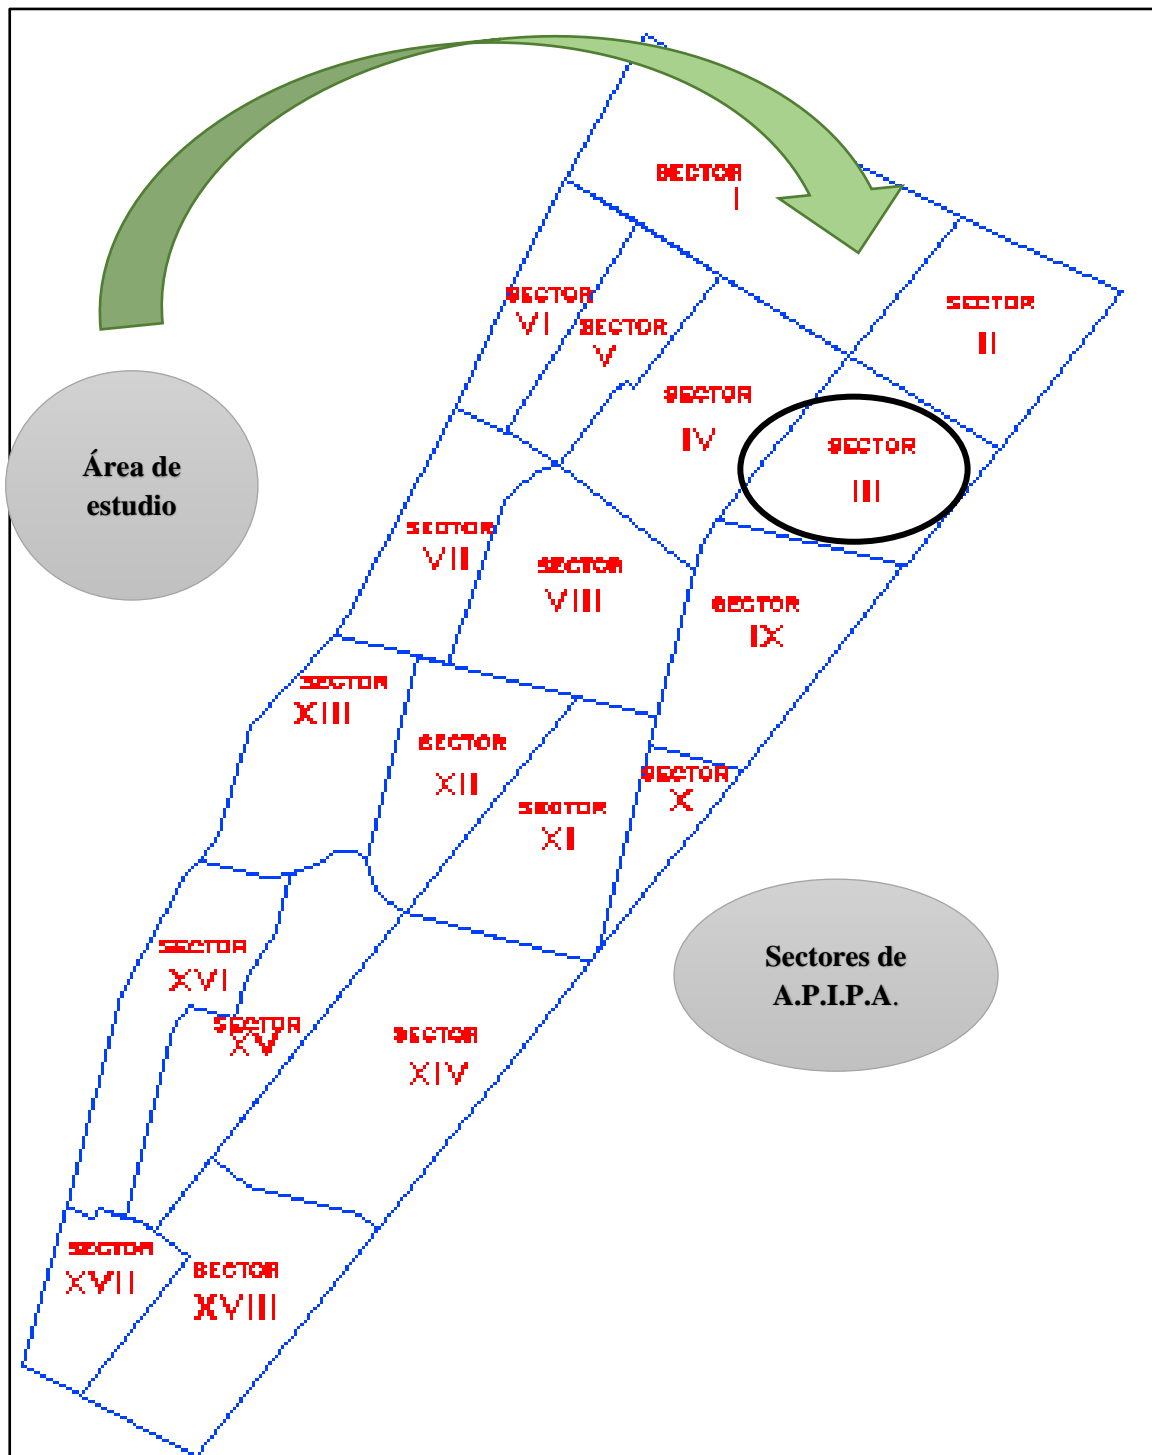 SECTOR
I
SECTOR
II
SECTOR
VI
SECTOR
V
SECTOR
IV
SECTOR
III
Área de
estudio
SECTOR
VII
SECTOR
VIII
SECTOR
IX
SECTOR
XIII
SECTOR
XII
SECTOR
X
SECTOR
XI
SECTOR
XVI
Sectores de
A.P.I.P.A.
SECTOR
XV
SECTOR
XIV
SECTOR
XVII
SECTOR
XVIII